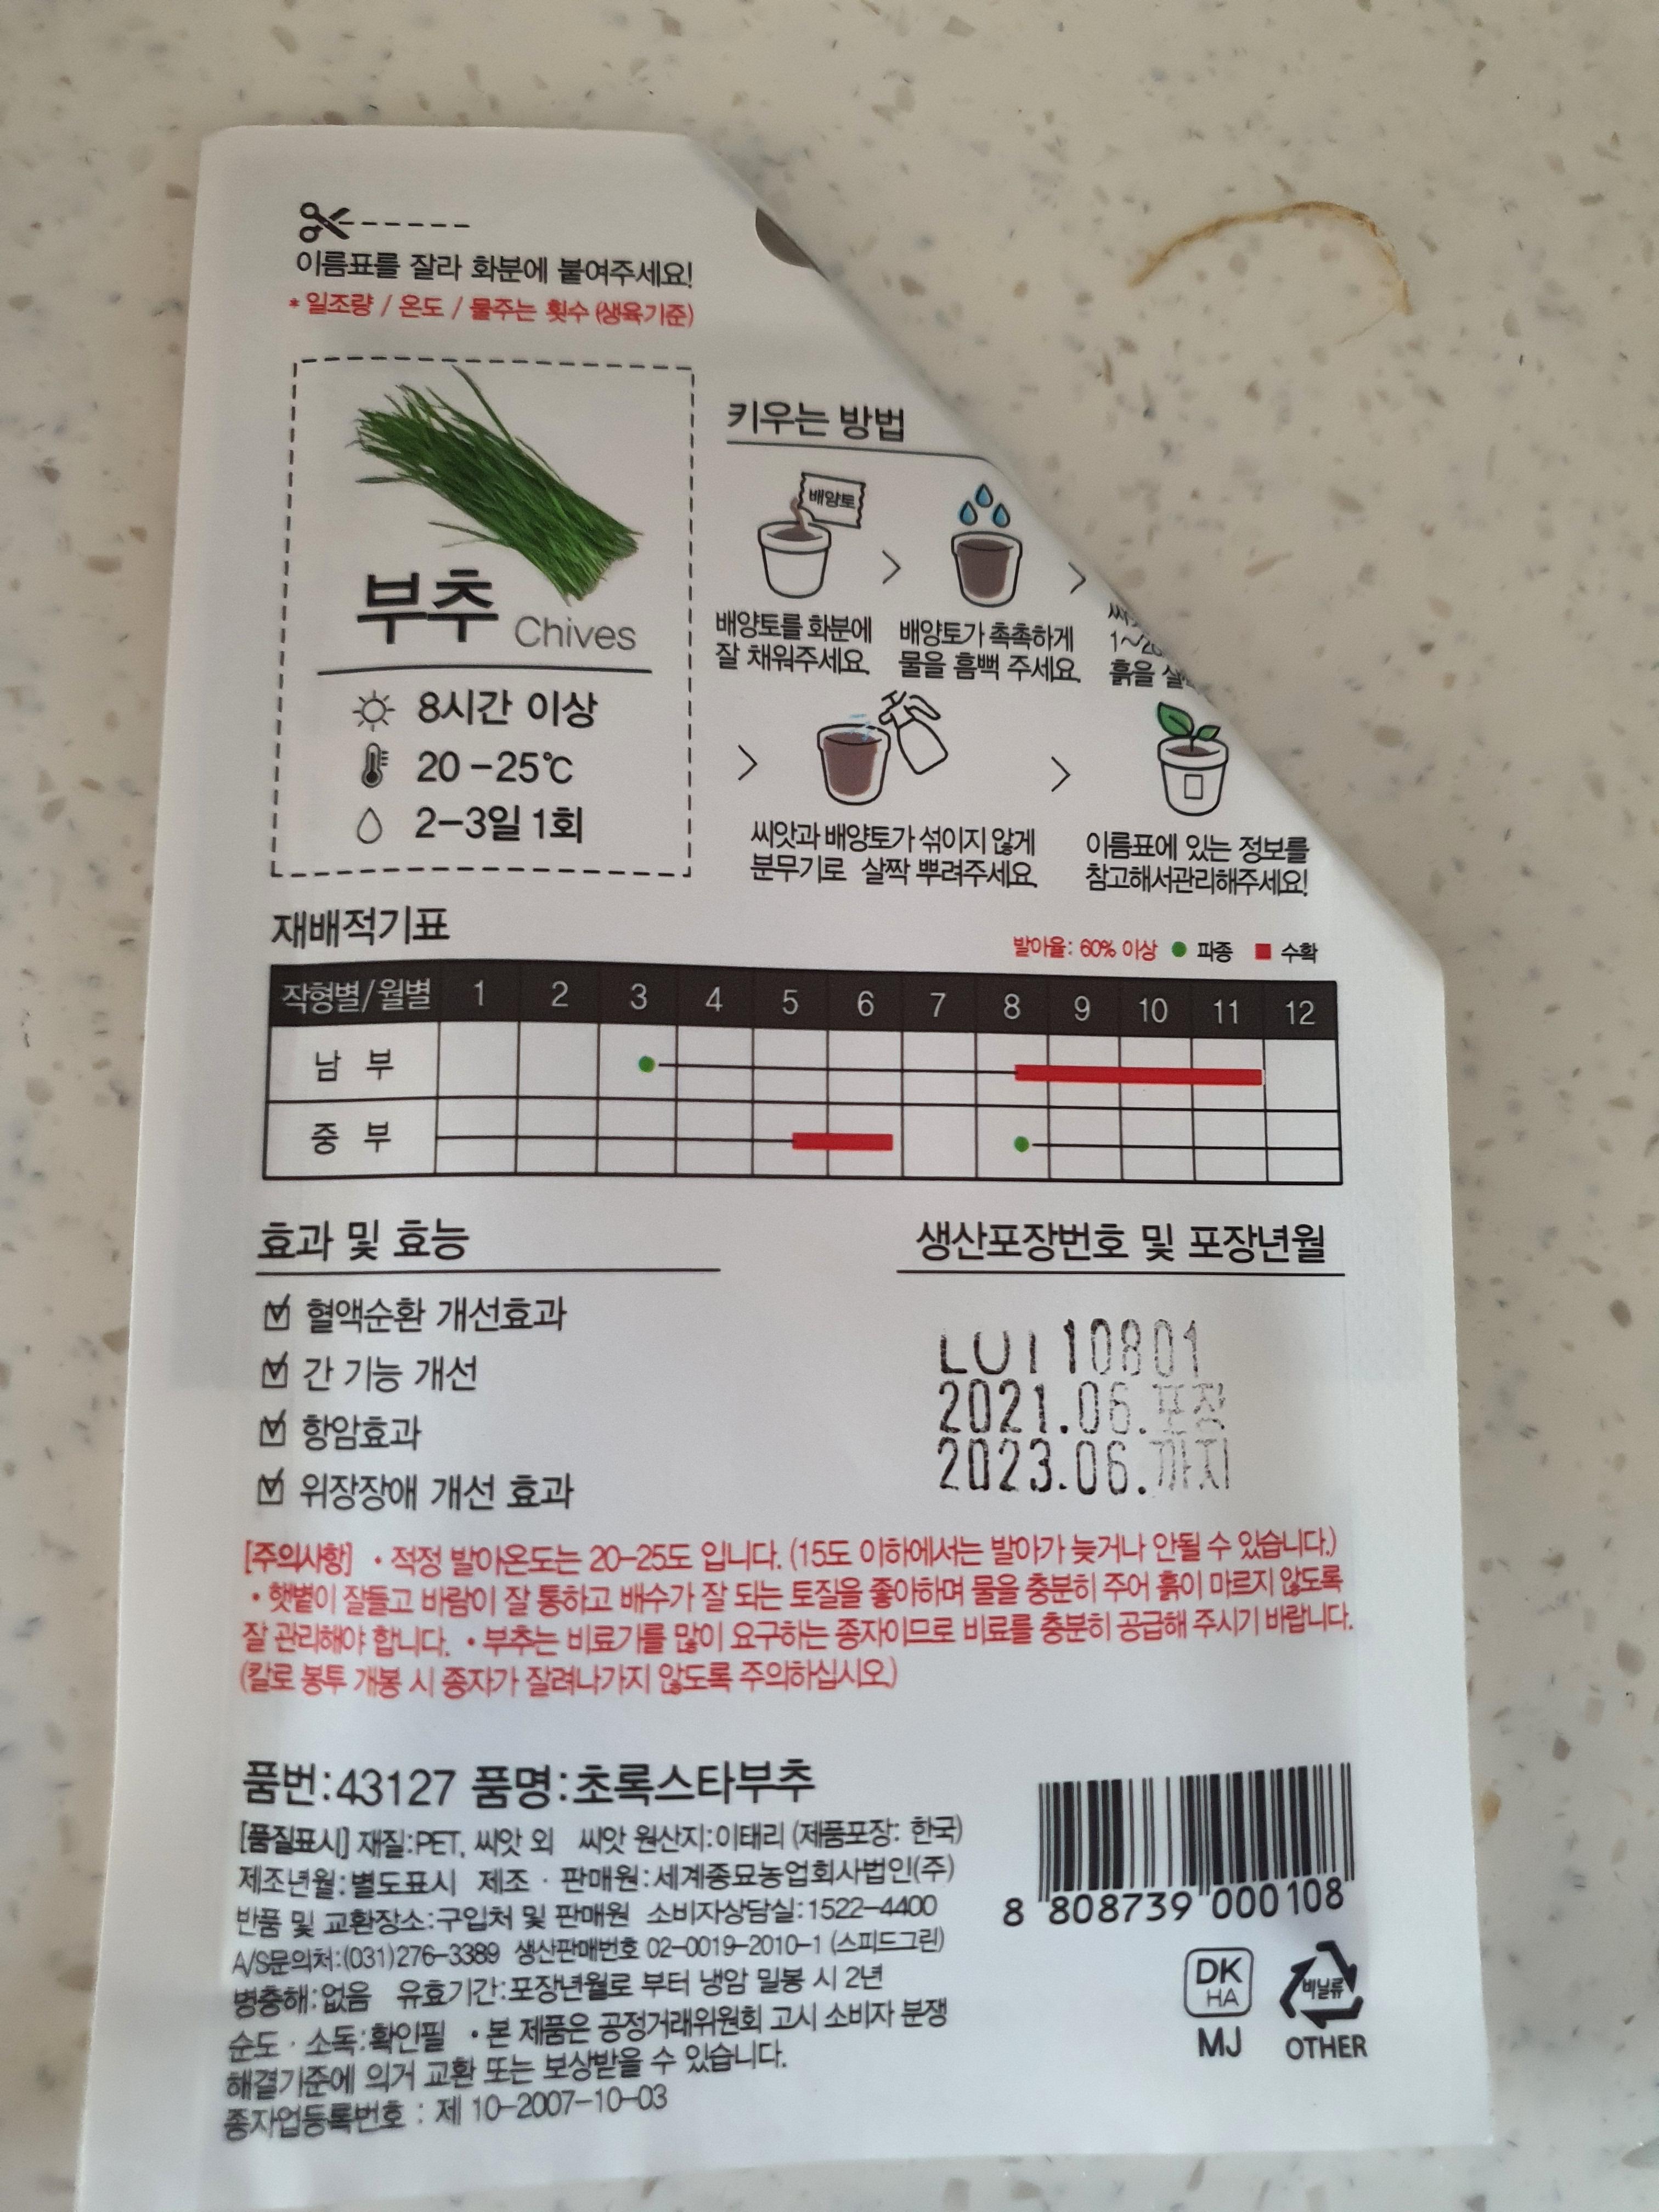 이름표를 잘라 화분에 붙여주세요!
* 일조량 / 온도 / 물주는 횟수 (생육기준)
부추 Chives
8시간 이상
20-25℃
2-3일 1회
키우는 방법
배양토
배양토를 화분에
잘 채워주세요.
배양토가 촉촉하게
물을 흠뻑 주세요.
흙을
씨앗과 배양토가 섞이지 않게
분무기로 살짝 뿌려주세요.
이름표에 있는 정보를
참고해서관리해주세요!
재배적기표
발아율: 60% 이상 ● 파종 ■ 수확
작형별/월별 1 2 3 4 5 6 7 8 9 10 11 12
남 부
중 부
효과 및 효능
혈액순환 개선효과
간 기능 개선
항암효과
위장장애 개선 효과
생산포장번호 및 포장년월
LUI10801
2021.06.포장
2023.06.까지
[주의사항] • 적정 발아온도는 20-25도 입니다. (15도 이하에서는 발아가 늦거나 안될 수 있습니다.)
• 햇볕이 잘들고 바람이 잘 통하고 배수가 잘 되는 토질을 좋아하며 물을 충분히 주어 흙이 마르지 않도록
잘 관리해야 합니다. • 부추는 비료기를 많이 요구하는 종자이므로 비료를 충분히 공급해 주시기 바랍니다.
(칼로 봉투 개봉 시 종자가 잘려나가지 않도록 주의하십시오.)
품번:43127 품명:초록스타부추
[품질표시] 재질:PET, 씨앗 외 씨앗 원산지:이태리 (제품포장: 한국)
제조년월:별도표시 제조 · 판매원:세계종묘농업회사법인(주)
반품 및 교환장소:구입처 및 판매원 소비자상담실:1522-4400
A/S문의처:(031)276-3389 생산판매번호 02-0019-2010-1 (스피드그린)
병충해:없음 유효기간:포장년월로 부터 냉암 밀봉 시 2년
순도 · 소독:확인필 • 본 제품은 공정거래위원회 고시 소비자 분쟁
해결기준에 의거 교환 또는 보상받을 수 있습니다.
종자업등록번호 : 제 10-2007-10-03
8 808739 000108
DK
HA
MJ
비닐류
OTHER